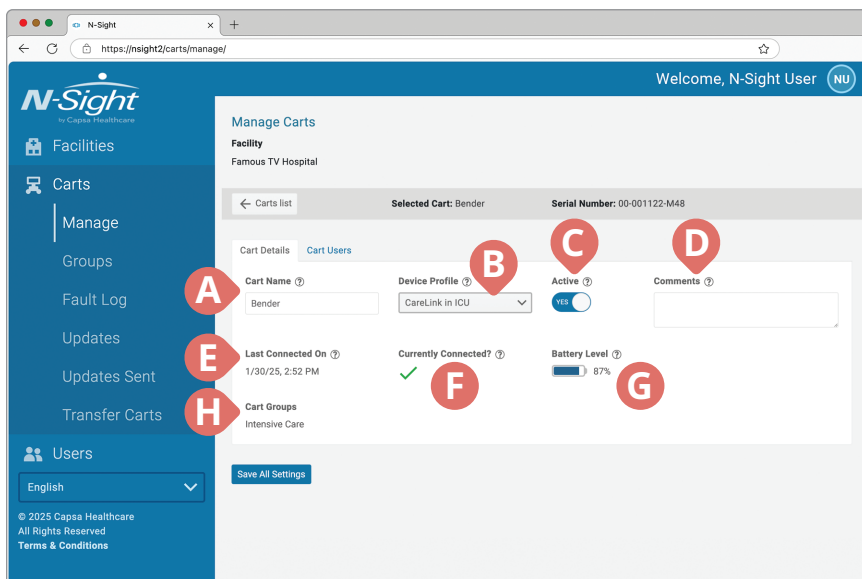 N-Sight
https://nsight2/carts/manage/
Welcome, N-Sight User NU
N-Sight
by Capsa Healthcare
Facilities
Carts
Manage
Groups
Fault Log
Updates
Updates Sent
Transfer Carts
Users
English
© 2025 Capsa Healthcare
All Rights Reserved
Terms & Conditions
Manage Carts
Facility
Famous TV Hospital
Carts list Selected Cart: Bender Serial Number: 00-001122-M48
Cart Details Cart Users
A B C D
Cart Name ? Device Profile ? Active ? Comments ?
Bender CareLink in ICU YES
E F G
Last Connected On ? Currently Connected? ? Battery Level ?
1/30/25, 2:52 PM 87%
H
Cart Groups
Intensive Care
Save All Settings